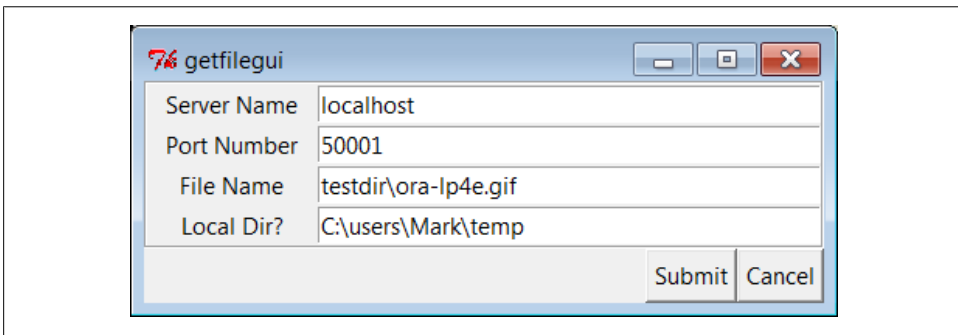 getfilegui
Server Name localhost
Port Number 50001
File Name testdir\ora-lp4e.gif
Local Dir? C:\users\Mark\temp
Submit Cancel